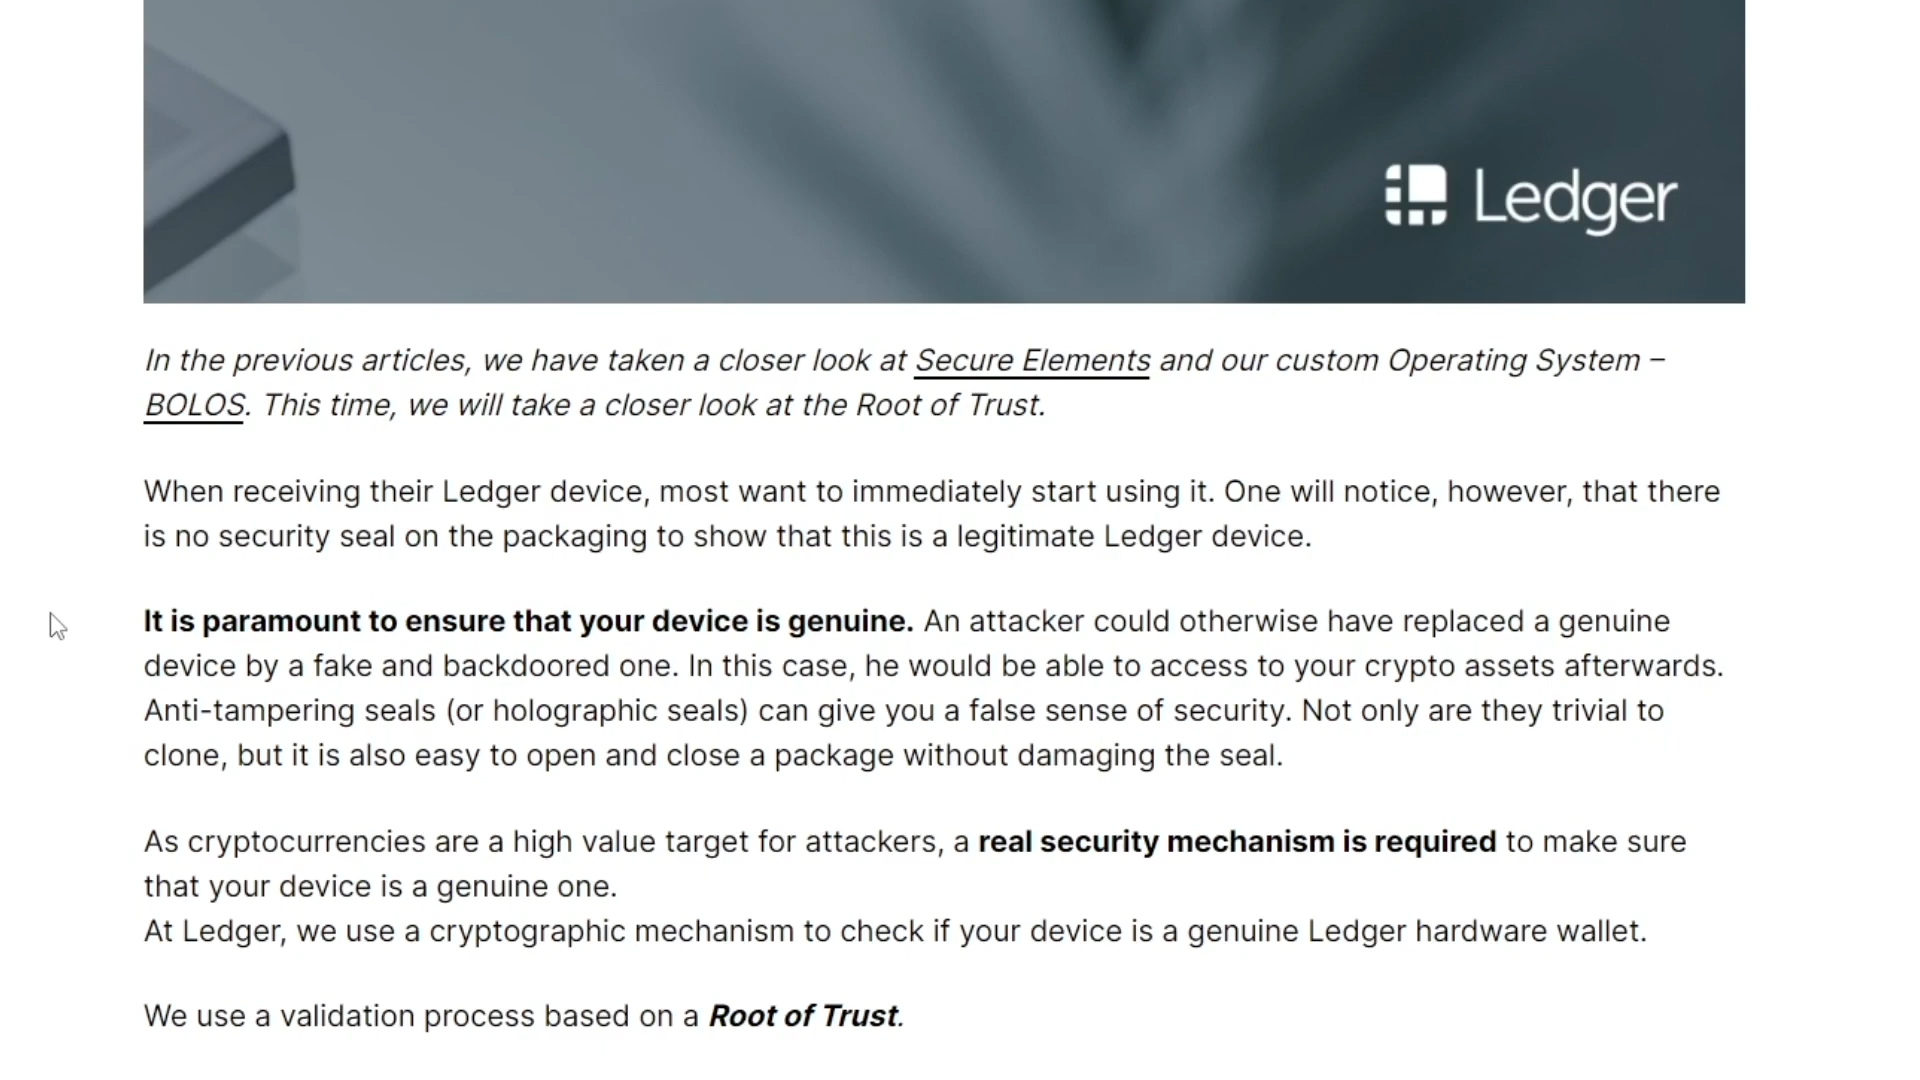 Ledger
In the previous articles, we have taken a closer look at Secure Elements and our custom Operating System –
BOLOS. This time, we will take a closer look at the Root of Trust.
When receiving their Ledger device, most want to immediately start using it. One will notice, however, that there
is no security seal on the packaging to show that this is a legitimate Ledger device.
It is paramount to ensure that your device is genuine. An attacker could otherwise have replaced a genuine
device by a fake and backdoored one. In this case, he would be able to access to your crypto assets afterwards.
Anti-tampering seals (or holographic seals) can give you a false sense of security. Not only are they trivial to
clone, but it is also easy to open and close a package without damaging the seal.
As cryptocurrencies are a high value target for attackers, a real security mechanism is required to make sure
that your device is a genuine one.
At Ledger, we use a cryptographic mechanism to check if your device is a genuine Ledger hardware wallet.
We use a validation process based on a Root of Trust.